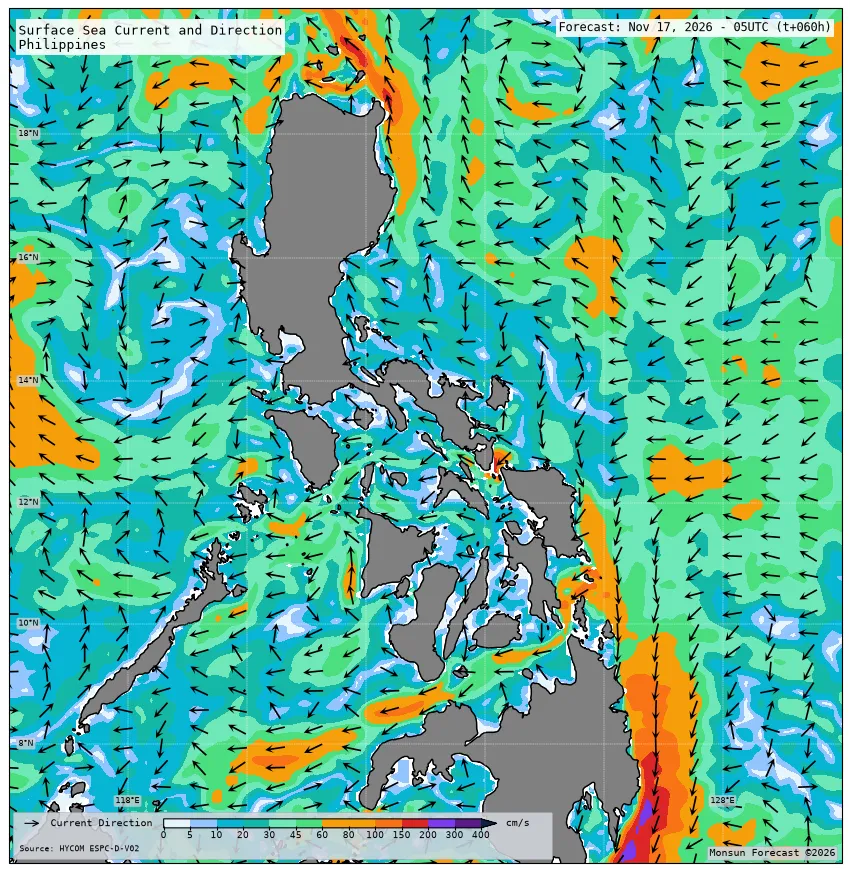 Surface Sea Current and Direction
Philippines
Forecast: Nov 17, 2026 - 05UTC (t+060h)
18°N
16°N
14°N
12°N
10°N
8°N
118°E
128°E
Current Direction
0 5 10 20 30 45 60 80 100 150 200 300 400
cm/s
Source: HYCOM ESPC-D-V02
Monsun Forecast ©2026